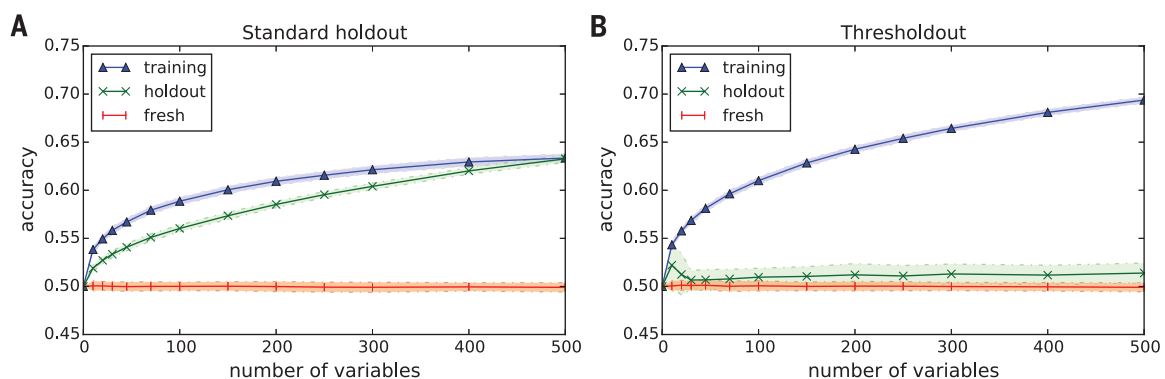 A
Standard holdout
0.75
0.70
0.65
0.60
0.55
0.50
0.45
accuracy
training
holdout
fresh
0
100
200
300
400
500
number of variables
B
Thresholdout
0.75
0.70
0.65
0.60
0.55
0.50
0.45
accuracy
training
holdout
fresh
0
100
200
300
400
500
number of variables